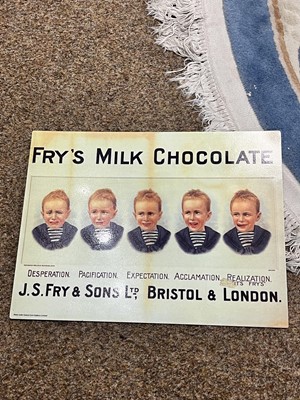 FRY'S MILK CHOCOLATE
DESPERATION. PACIFICATION. EXPECTATION. ACCLAMATION. REALIZATION.
IT'S FRY'S
J.S. FRY & SONS LTD, BRISTOL & LONDON.